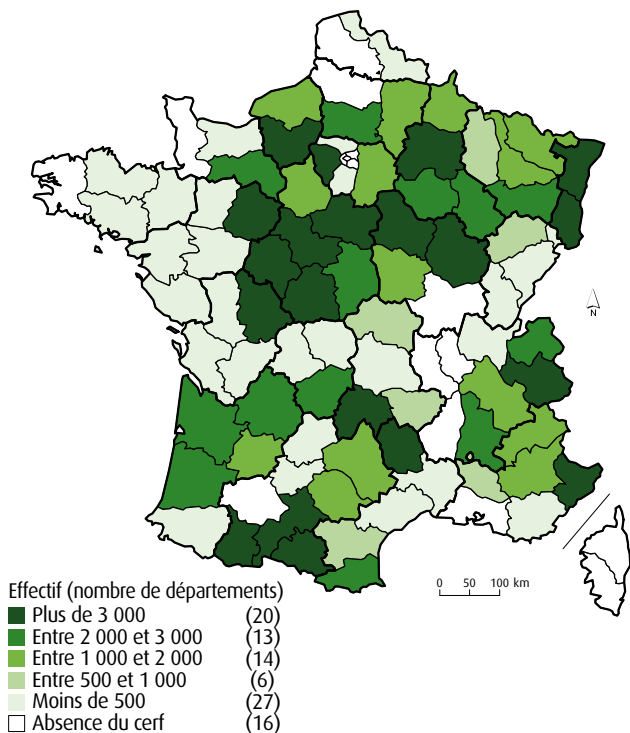 N
0 50 100 km
Effectif (nombre de départements)
Plus de 3 000 (20)
Entre 2 000 et 3 000 (13)
Entre 1 000 et 2 000 (14)
Entre 500 et 1 000 (6)
Moins de 500 (27)
Absence du cerf (16)